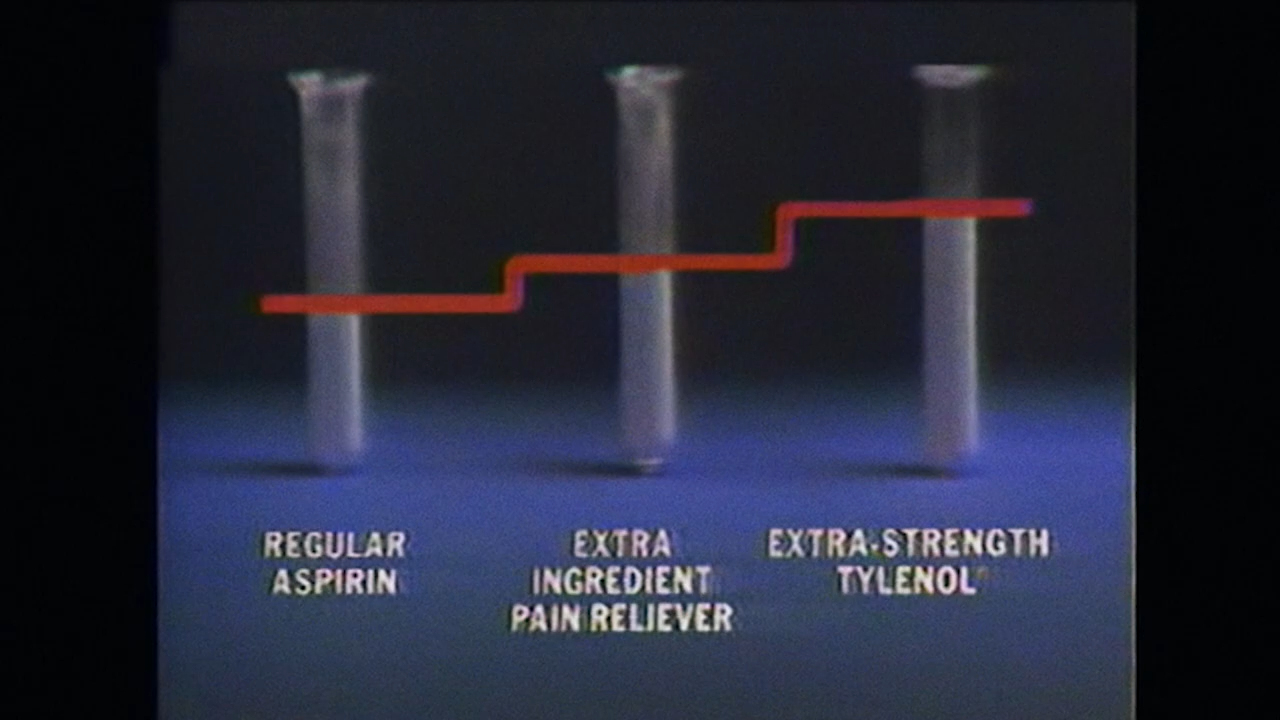 REGULAR
ASPIRIN
EXTRA
INGREDIENT
PAIN RELIEVER
EXTRA-STRENGTH
TYLENOL®